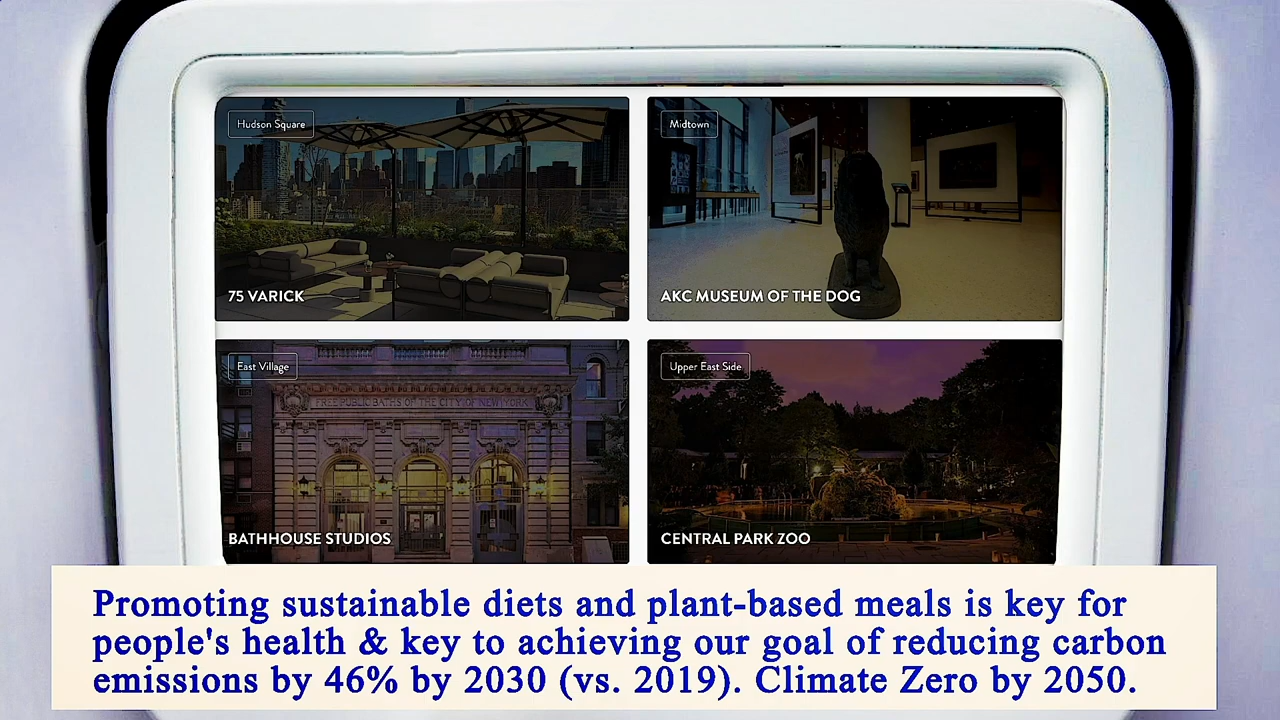 Hudson Square
75 VARICK
Midtown
AKC MUSEUM OF THE DOG
East Village
FREE PUBLIC BATHS OF THE CITY OF NEW YORK
BATHHOUSE STUDIOS
Upper East Side
CENTRAL PARK ZOO
Promoting sustainable diets and plant-based meals is key for
people's health & key to achieving our goal of reducing carbon
emissions by 46% by 2030 (vs. 2019). Climate Zero by 2050.